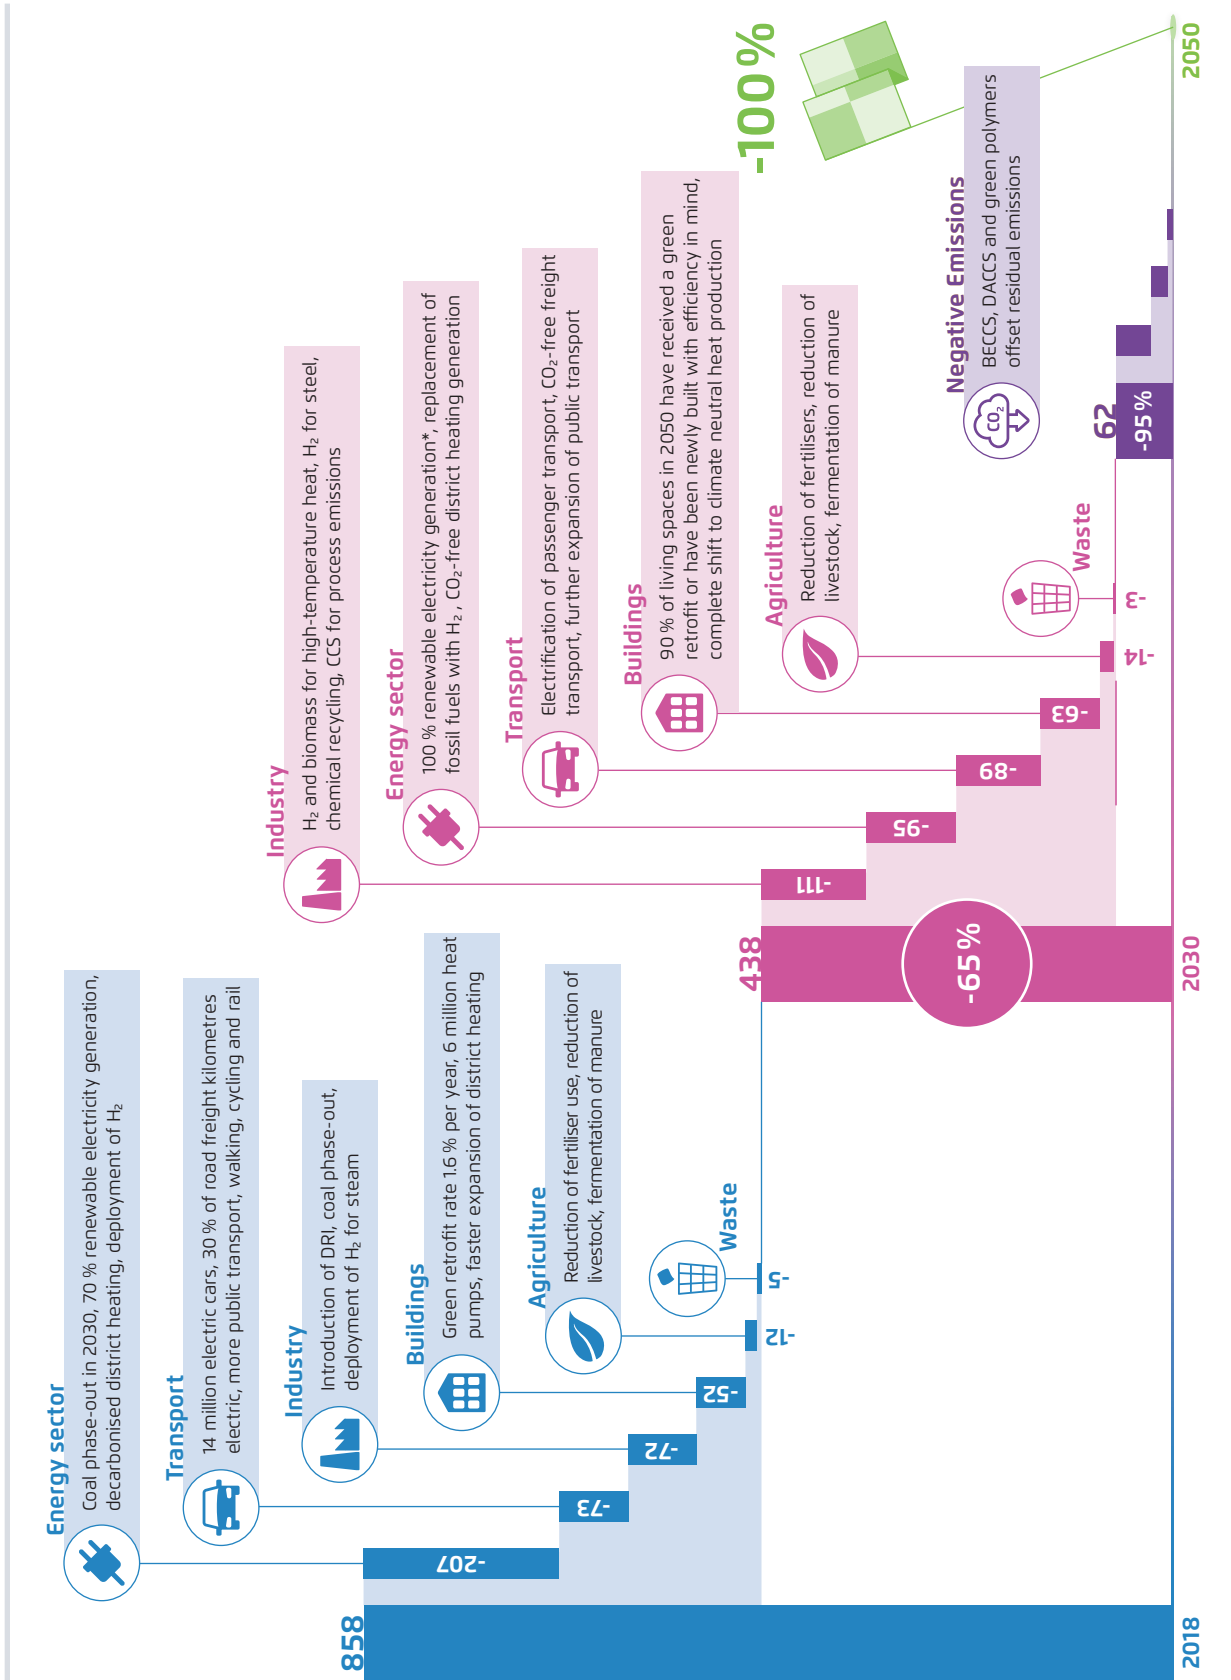 858
2018
Energy sector
Coal phase-out in 2030, 70 % renewable electricity generation,
decarbonised district heating, deployment of H₂
-207
Transport
14 million electric cars, 30 % of road freight kilometres
electric, more public transport, walking, cycling and rail
-73
Industry
Introduction of DRI, coal phase-out,
deployment of H₂ for steam
-72
Buildings
Green retrofit rate 1.6 % per year, 6 million heat
pumps, faster expansion of district heating
-52
Agriculture
Reduction of fertiliser use, reduction of
livestock, fermentation of manure
-12
Waste
-5
438
-65 %
2030
Industry
H₂ and biomass for high-temperature heat, H₂ for steel,
chemical recycling, CCS for process emissions
-111
Energy sector
100 % renewable electricity generation*, replacement of
fossil fuels with H₂ , CO₂-free district heating generation
-95
Transport
Electrification of passenger transport, CO₂-free freight
transport, further expansion of public transport
-89
Buildings
90 % of living spaces in 2050 have received a green
retrofit or have been newly built with efficiency in mind,
complete shift to climate neutral heat production
-63
Agriculture
Reduction of fertilisers, reduction of
livestock, fermentation of manure
-14
Waste
-3
62
-95 %
Negative Emissions
CO₂
BECCS, DACCS and green polymers
offset residual emissions
-100 %
2050